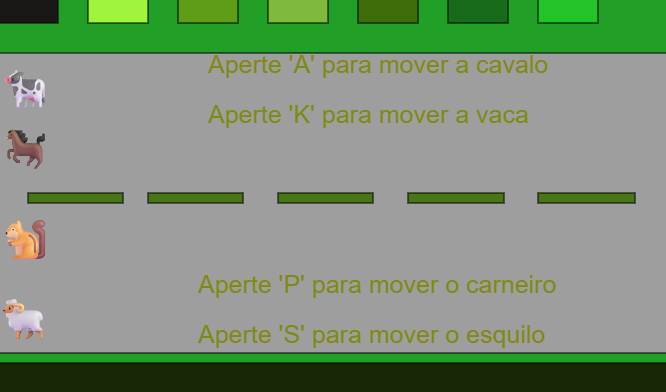 Aperte 'A' para mover a cavalo
Aperte 'K' para mover a vaca
Aperte 'P' para mover o carneiro
Aperte 'S' para mover o esquilo